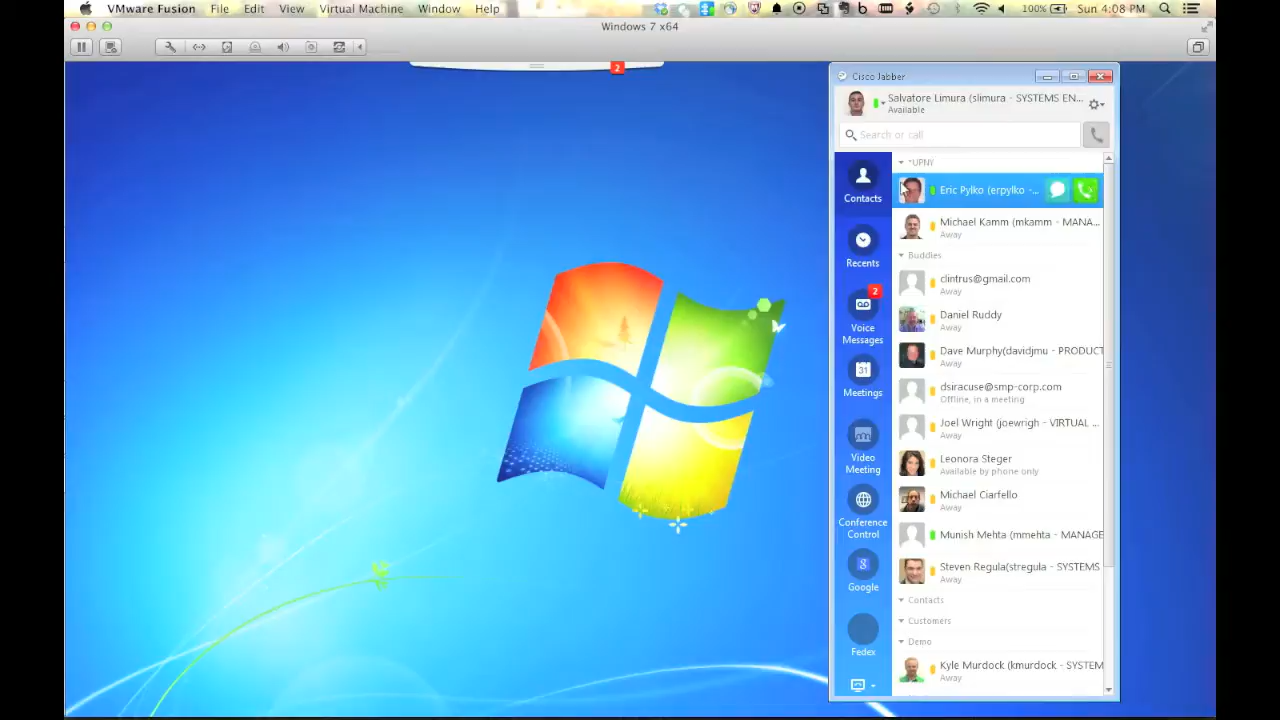 VMware Fusion File Edit View Virtual Machine Window Help 100% Sun 4:08 PM
Windows 7 x64
2
Cisco Jabber
Salvatore Limura (slimura - SYSTEMS EN...
Available
Search or call
Contacts
Recents
2
Voice
Messages
31
Meetings
Video
Meeting
Conference
Control
g
Google
Fedex
*UPNY
Eric Pylko (erpylko -...
Michael Kamm (mkamm - MANA...
Away
Buddies
clintrus@gmail.com
Away
Daniel Ruddy
Away
Dave Murphy(davidjmu - PRODUCT
Away
dsiracuse@smp-corp.com
Offline, in a meeting
Joel Wright (joewrigh - VIRTUAL ...
Away
Leonora Steger
Available by phone only
Michael Ciarfello
Away
Munish Mehta (mmehta - MANAGE
Steven Regula(stregula - SYSTEMS
Away
Contacts
Customers
Demo
Kyle Murdock (kmurdock - SYSTEM
Away